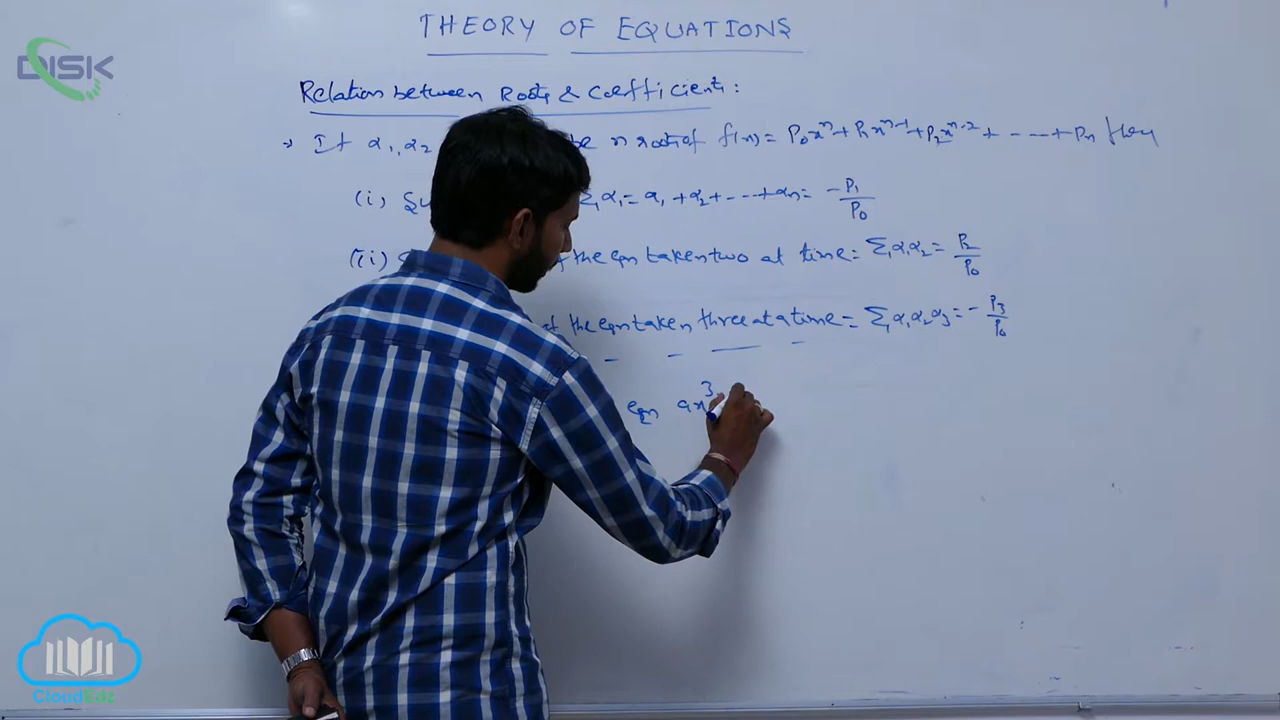 THEORY OF EQUATIONS
DISK
Relation between Roots & Coefficients:
→ If α₁, α₂ be n roots of f(x) = P₀xⁿ + P₁xⁿ⁻¹ + P₂xⁿ⁻² + - - - + Pₙ then
(i) Σα₁ = α₁ + α₂ + - - - + αₙ = -P₁/P₀
(ii) of the eqn taken two at time = Σα₁α₂ = P₂/P₀
of the eqn taken three at a time = Σα₁α₂α₃ = -P₃/P₀
eqn ax³
CloudEdz